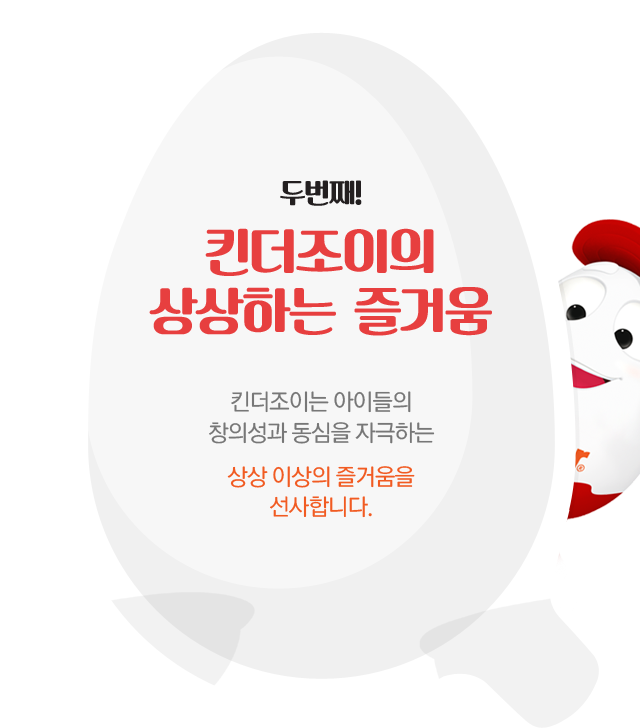 두번째!
킨더조이의
상상하는 즐거움
킨더조이는 아이들의
창의성과 동심을 자극하는
상상 이상의 즐거움을
선사합니다.
®